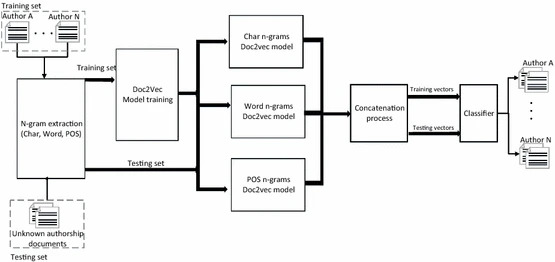 Training set
Author A
Author N
Training set
Doc2Vec
Model training
N-gram extraction
(Char, Word, POS)
Testing set
Unknown authorship
documents
Testing set
Char n-grams
Doc2vec model
Word n-grams
Doc2vec model
POS n-grams
Doc2vec model
Concatenation
process
Training vectors
Testing vectors
Classifier
Author A
Author N